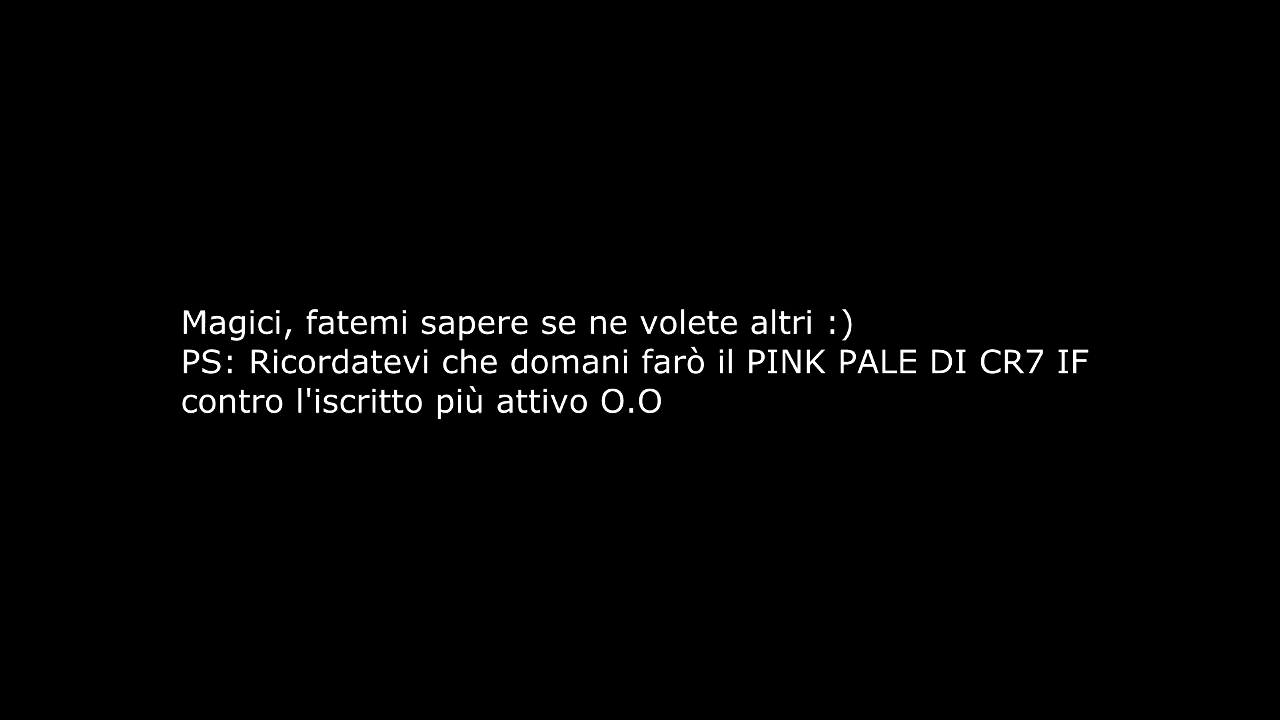 Magici, fatemi sapere se ne volete altri :)
PS: Ricordatevi che domani farò il PINK PALE DI CR7 IF
contro l'iscritto più attivo O.O